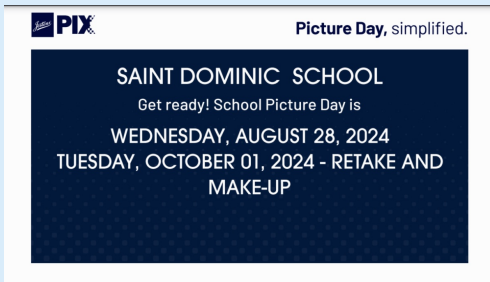 Jostens PIX
Picture Day, simplified.
SAINT DOMINIC SCHOOL
Get ready! School Picture Day is
WEDNESDAY, AUGUST 28, 2024
TUESDAY, OCTOBER 01, 2024 - RETAKE AND
MAKE-UP